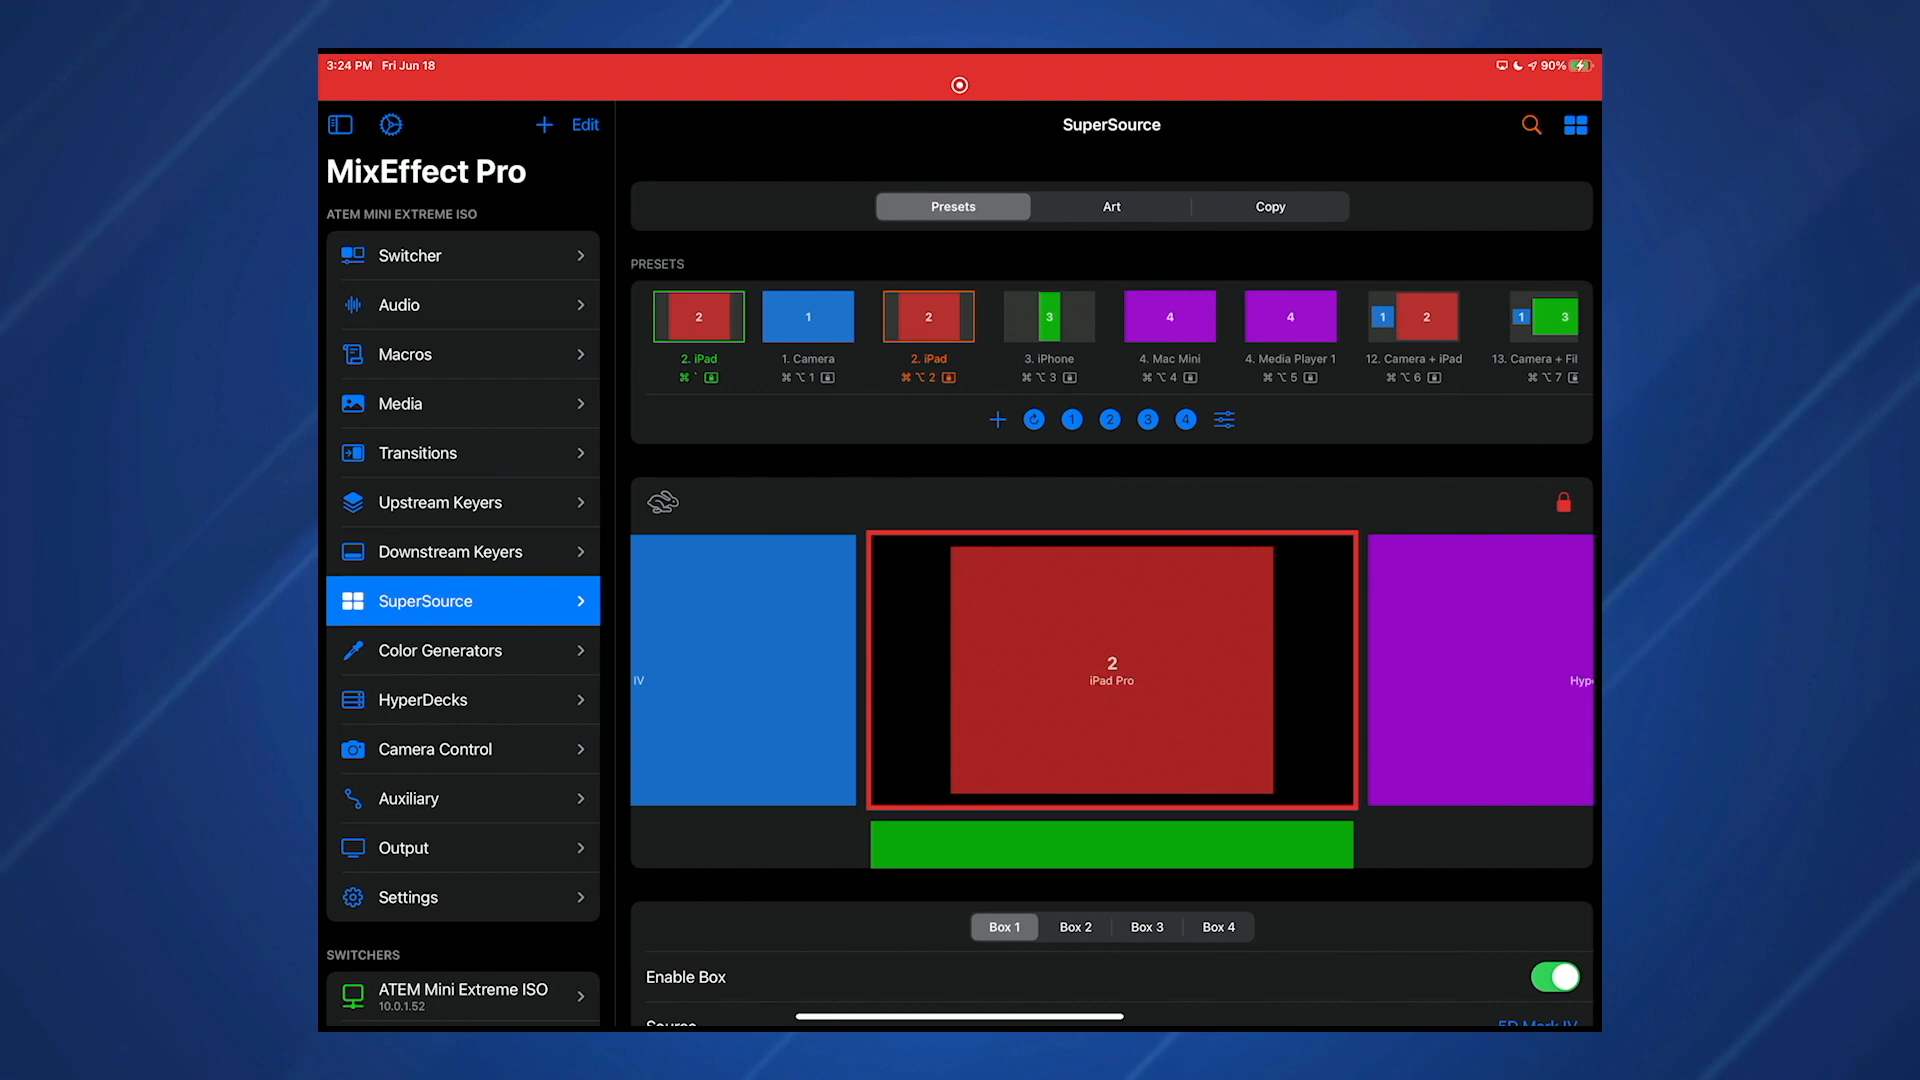 3:24 PM Fri Jun 18
90%
Edit
SuperSource
MixEffect Pro
ATEM MINI EXTREME ISO
Switcher
Audio
Macros
Media
Transitions
Upstream Keyers
Downstream Keyers
SuperSource
Color Generators
HyperDecks
Camera Control
Auxiliary
Output
Settings
SWITCHERS
ATEM Mini Extreme ISO
10.0.1.52
Presets Art Copy
PRESETS
2 1 2 3 4 4 1 2 1 3
2. iPad 1. Camera 2. iPad 3. iPhone 4. Mac Mini 4. Media Player 1 12. Camera + iPad 13. Camera + Fil
⌘ ` ⌘ ⌥ 1 ⌘ ⌥ 2 ⌘ ⌥ 3 ⌘ ⌥ 4 ⌘ ⌥ 5 ⌘ ⌥ 6 ⌘ ⌥ 7
1 2 3 4
2
IV iPad Pro Hyp
Box 1 Box 2 Box 3 Box 4
Enable Box
Source 5D Mark IV